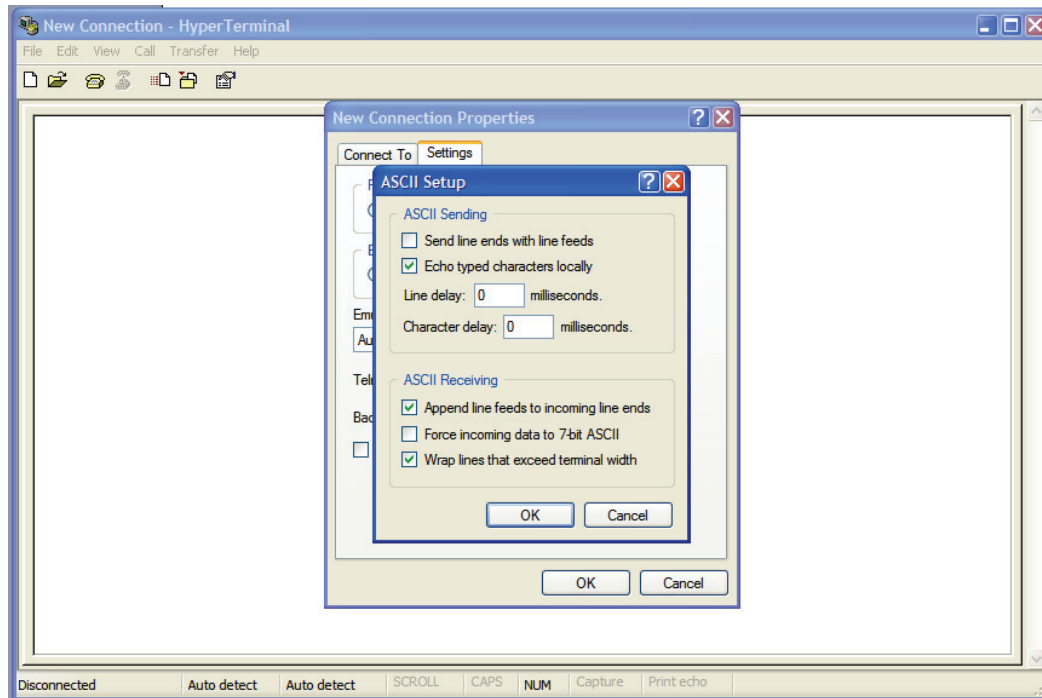 New Connection - HyperTerminal
File Edit View Call Transfer Help
New Connection Properties
Connect To Settings
ASCII Setup
ASCII Sending
Send line ends with line feeds
Echo typed characters locally
Line delay: 0 milliseconds.
Character delay: 0 milliseconds.
ASCII Receiving
Append line feeds to incoming line ends
Force incoming data to 7-bit ASCII
Wrap lines that exceed terminal width
OK Cancel
OK Cancel
Disconnected Auto detect Auto detect SCROLL CAPS NUM Capture Print echo